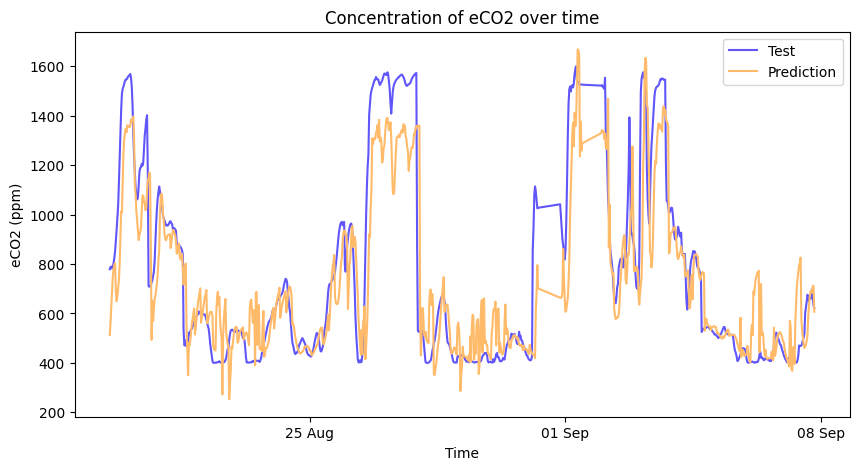 Concentration of eCO2 over time
Test
Prediction
eCO2 (ppm)
1600
1400
1200
1000
800
600
400
200
25 Aug
01 Sep
08 Sep
Time